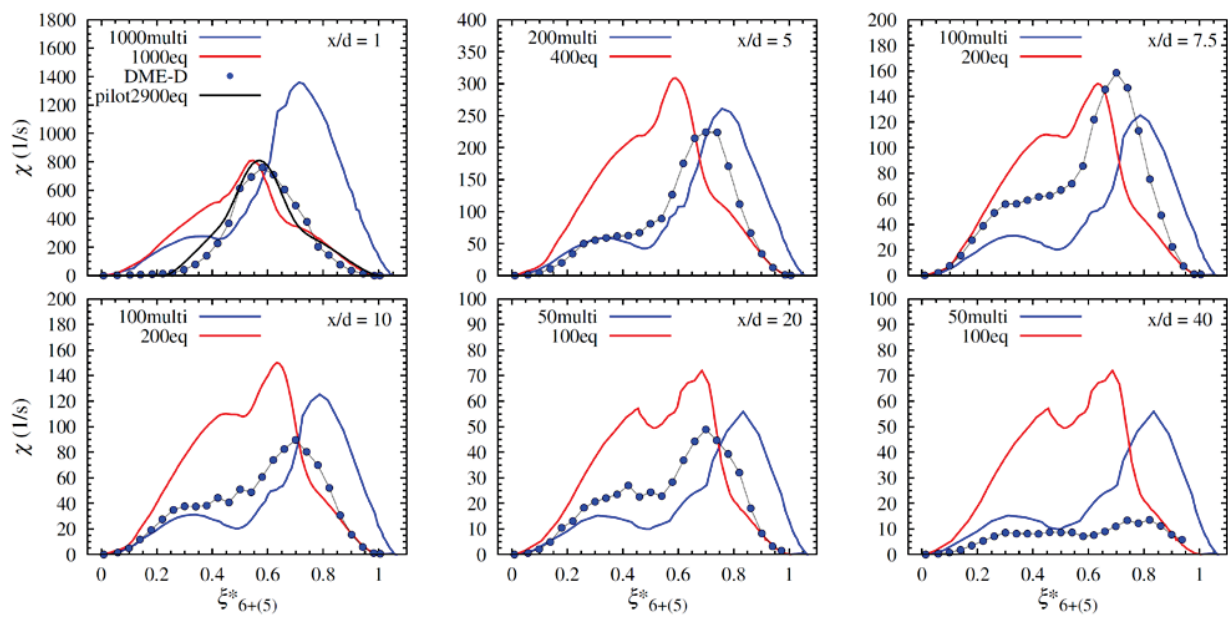 1800
1600
1400
1200
1000
800
600
400
200
0
χ (1/s)
1000multi
1000eq
DME-D
pilot2900eq
x/d = 1
400
350
300
250
200
150
100
50
0
200multi
400eq
x/d = 5
200
180
160
140
120
100
80
60
40
20
0
100multi
200eq
x/d = 7.5
200
180
160
140
120
100
80
60
40
20
0
χ (1/s)
100multi
200eq
x/d = 10
0 0.2 0.4 0.6 0.8 1
ξ*6+(5)
100
90
80
70
60
50
40
30
20
10
0
50multi
100eq
x/d = 20
0 0.2 0.4 0.6 0.8 1
ξ*6+(5)
100
90
80
70
60
50
40
30
20
10
0
50multi
100eq
x/d = 40
0 0.2 0.4 0.6 0.8 1
ξ*6+(5)